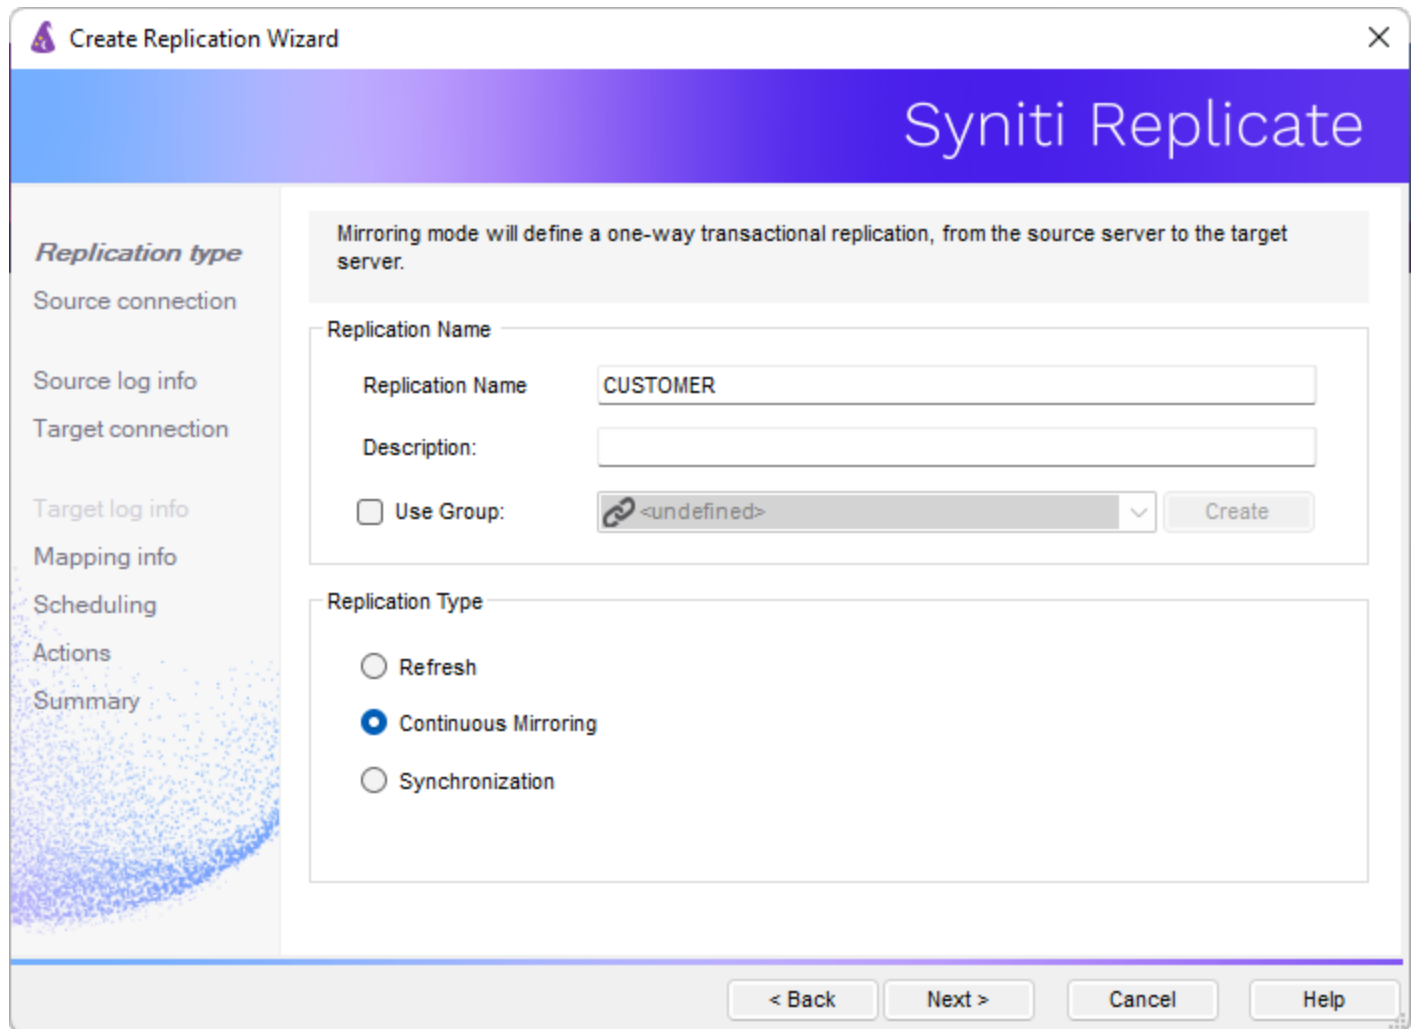 Create Replication Wizard
Syniti Replicate
Replication type
Source connection
Source log info
Target connection
Target log info
Mapping info
Scheduling
Actions
Summary
Mirroring mode will define a one-way transactional replication, from the source server to the target
server.
Replication Name
Replication Name CUSTOMER
Description:
Use Group: <undefined> Create
Replication Type
Refresh
Continuous Mirroring
Synchronization
< Back Next > Cancel Help